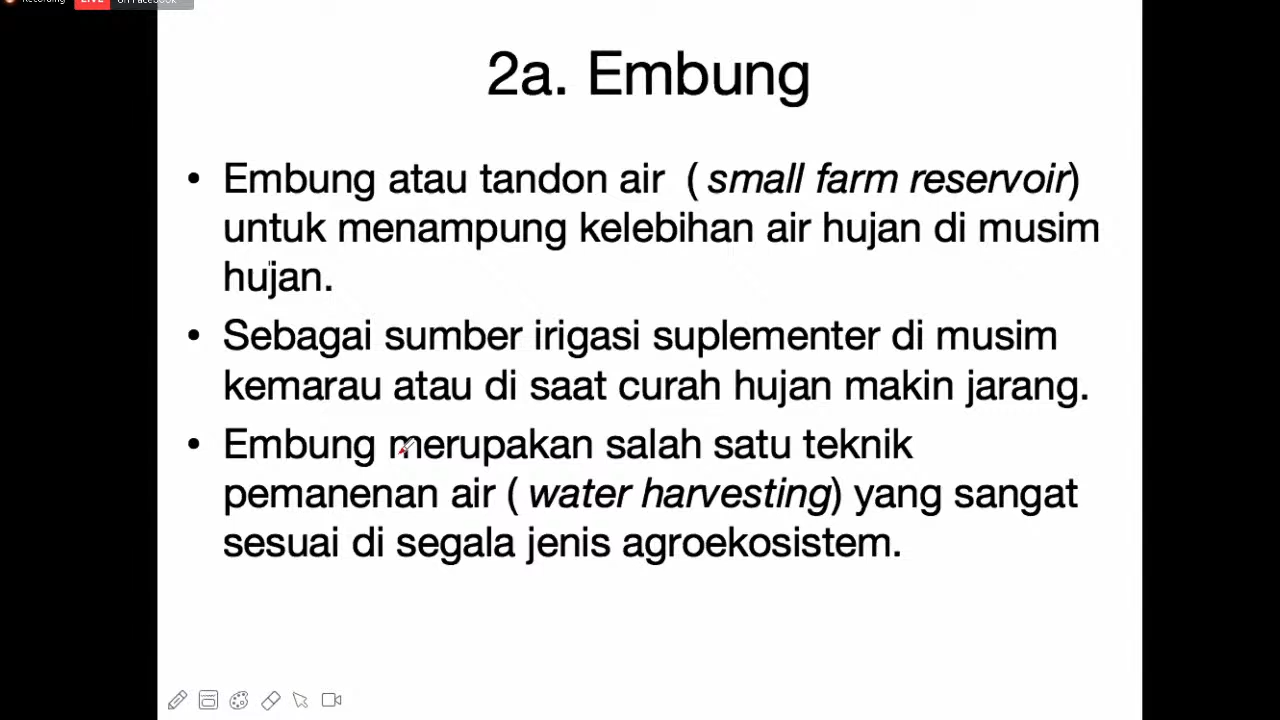 LIVE
2a. Embung
• Embung atau tandon air ( small farm reservoir)
untuk menampung kelebihan air hujan di musim
hujan.
• Sebagai sumber irigasi suplementer di musim
kemarau atau di saat curah hujan makin jarang.
• Embung merupakan salah satu teknik
pemanenan air ( water harvesting) yang sangat
sesuai di segala jenis agroekosistem.